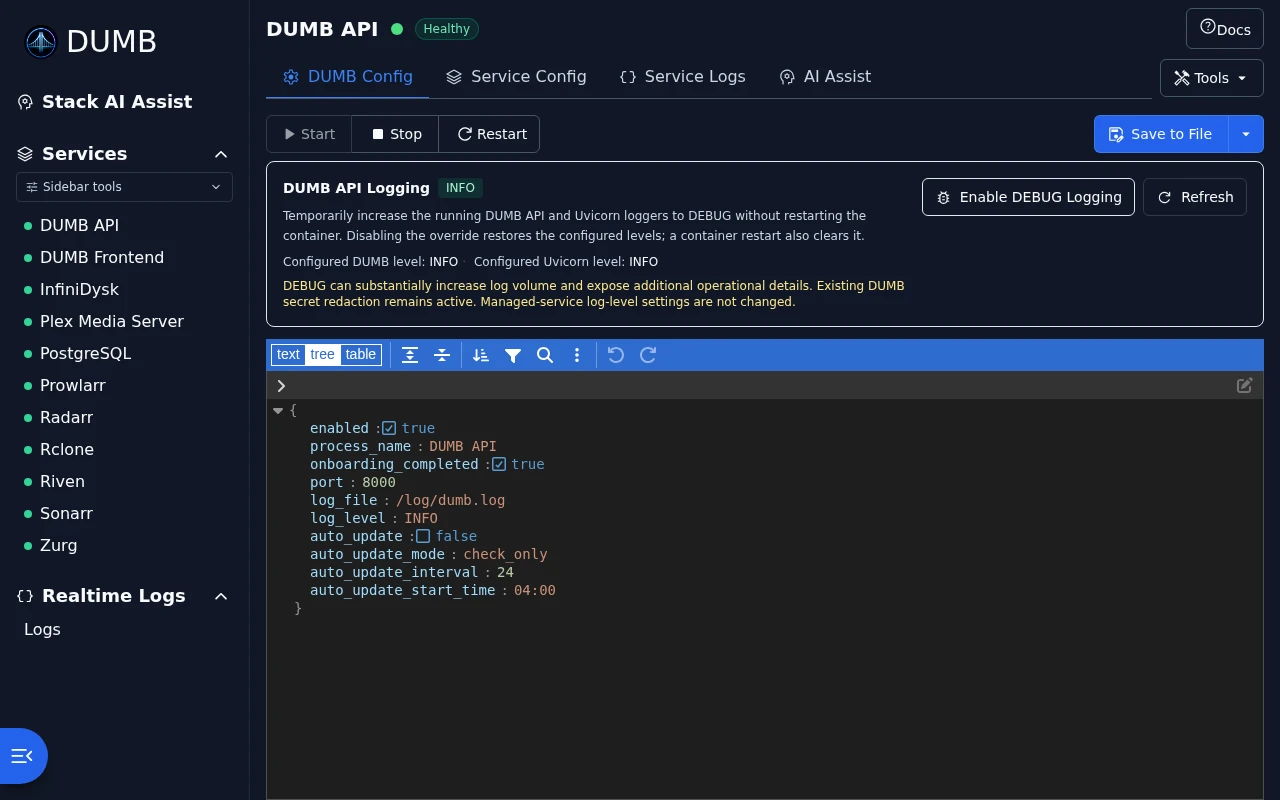 DUMB
Stack AI Assist
Services
Sidebar tools
DUMB API
DUMB Frontend
InfiniDysk
Plex Media Server
PostgreSQL
Prowlarr
Radarr
Rclone
Riven
Sonarr
Zurg
Realtime Logs
Logs
DUMB API
Healthy
Docs
DUMB Config
Service Config
Service Logs
AI Assist
Tools
Start
Stop
Restart
Save to File
DUMB API Logging INFO
Temporarily increase the running DUMB API and Uvicorn loggers to DEBUG without restarting the
container. Disabling the override restores the configured levels; a container restart also clears it.
Configured DUMB level: INFO · Configured Uvicorn level: INFO
DEBUG can substantially increase log volume and expose additional operational details. Existing DUMB
secret redaction remains active. Managed-service log-level settings are not changed.
Enable DEBUG Logging
Refresh
text tree table
{
enabled : true
process_name : DUMB API
onboarding_completed : true
port : 8000
log_file : /log/dumb.log
log_level : INFO
auto_update : false
auto_update_mode : check_only
auto_update_interval : 24
auto_update_start_time : 04:00
}